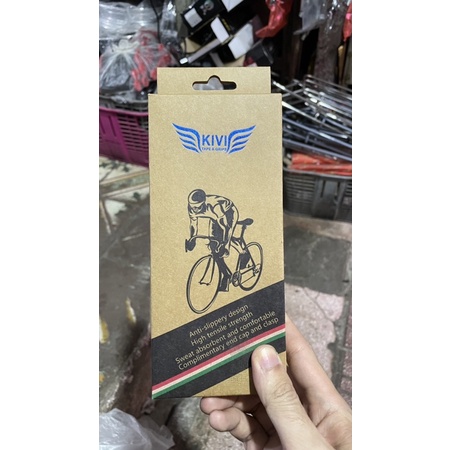 KIVI
TAPE & GRIPS
Anti-slippery design
High tensile strength
Sweat absorbent and comfortable
Complimentary end cap and clasp